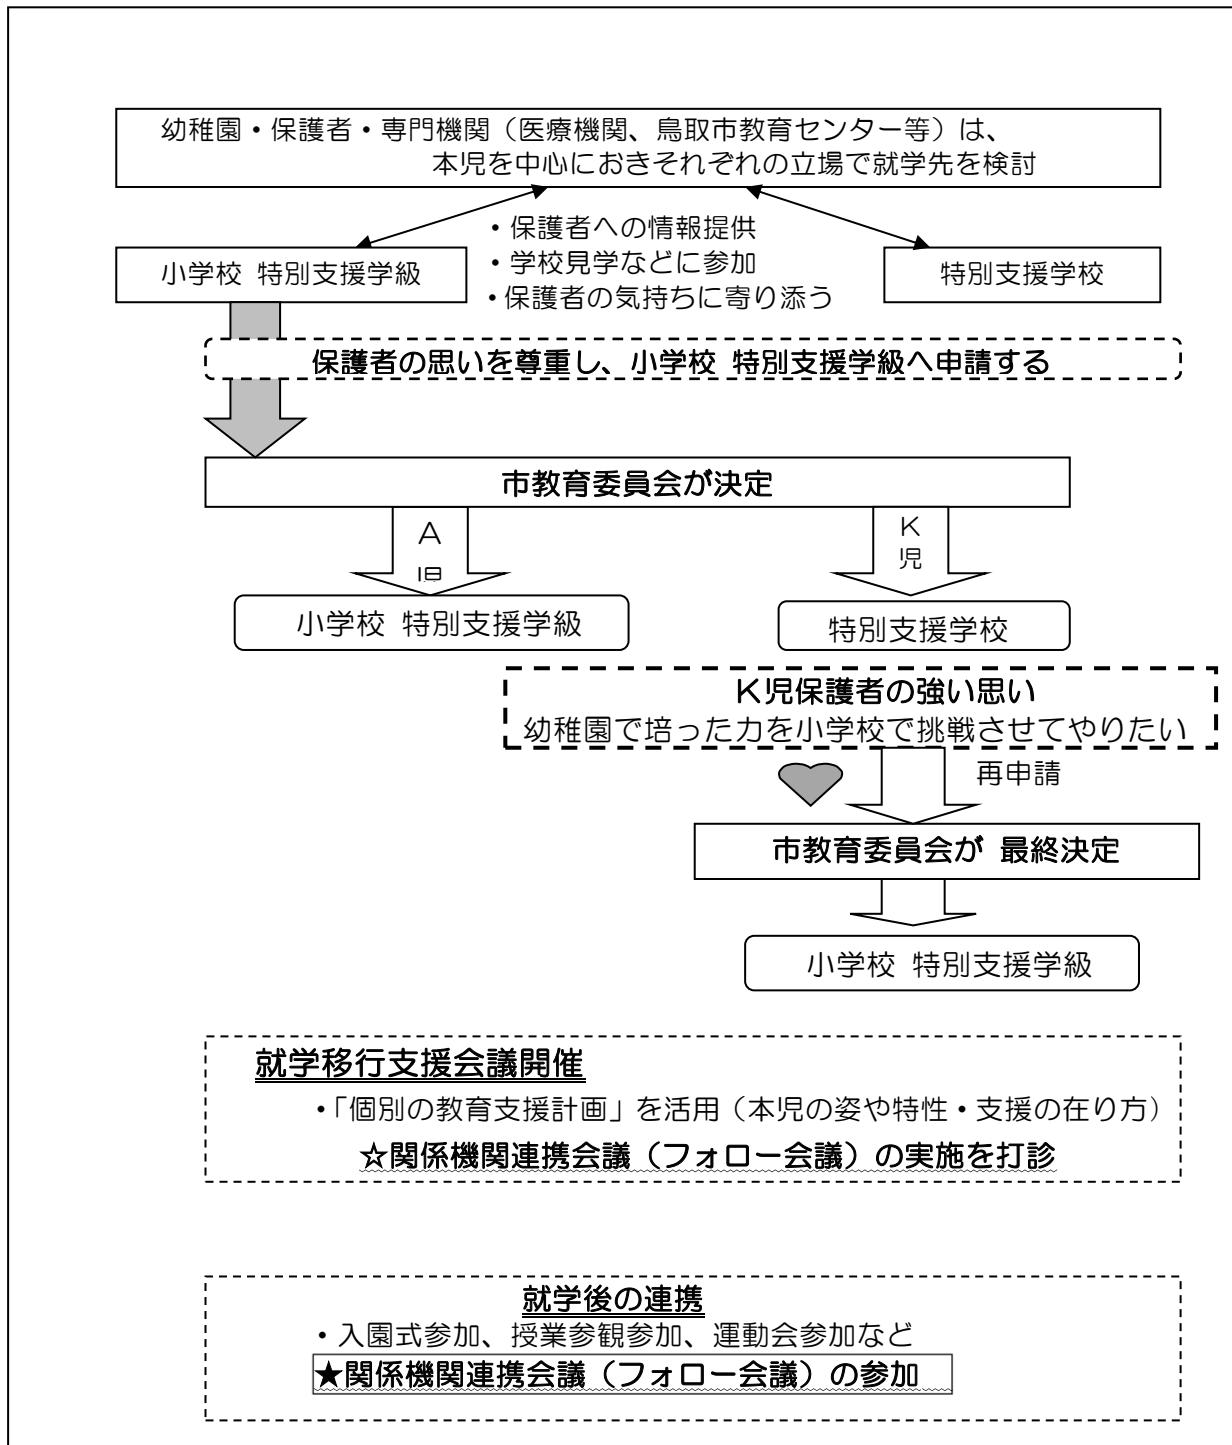 幼稚園・保護者・専門機関（医療機関、鳥取市教育センター等）は、
本児を中心におきそれぞれの立場で就学先を検討
・保護者への情報提供
・学校見学などに参加
・保護者の気持ちに寄り添う
小学校 特別支援学級
特別支援学校
保護者の思いを尊重し、小学校 特別支援学級へ申請する
市教育委員会が決定
A
児
K
児
小学校 特別支援学級
特別支援学校
K児保護者の強い思い
幼稚園で培った力を小学校で挑戦させてやりたい
再申請
市教育委員会が 最終決定
小学校 特別支援学級
就学移行支援会議開催
・「個別の教育支援計画」を活用（本児の姿や特性・支援の在り方）
☆関係機関連携会議（フォロー会議）の実施を打診
就学後の連携
・入園式参加、授業参観参加、運動会参加など
★関係機関連携会議（フォロー会議）の参加